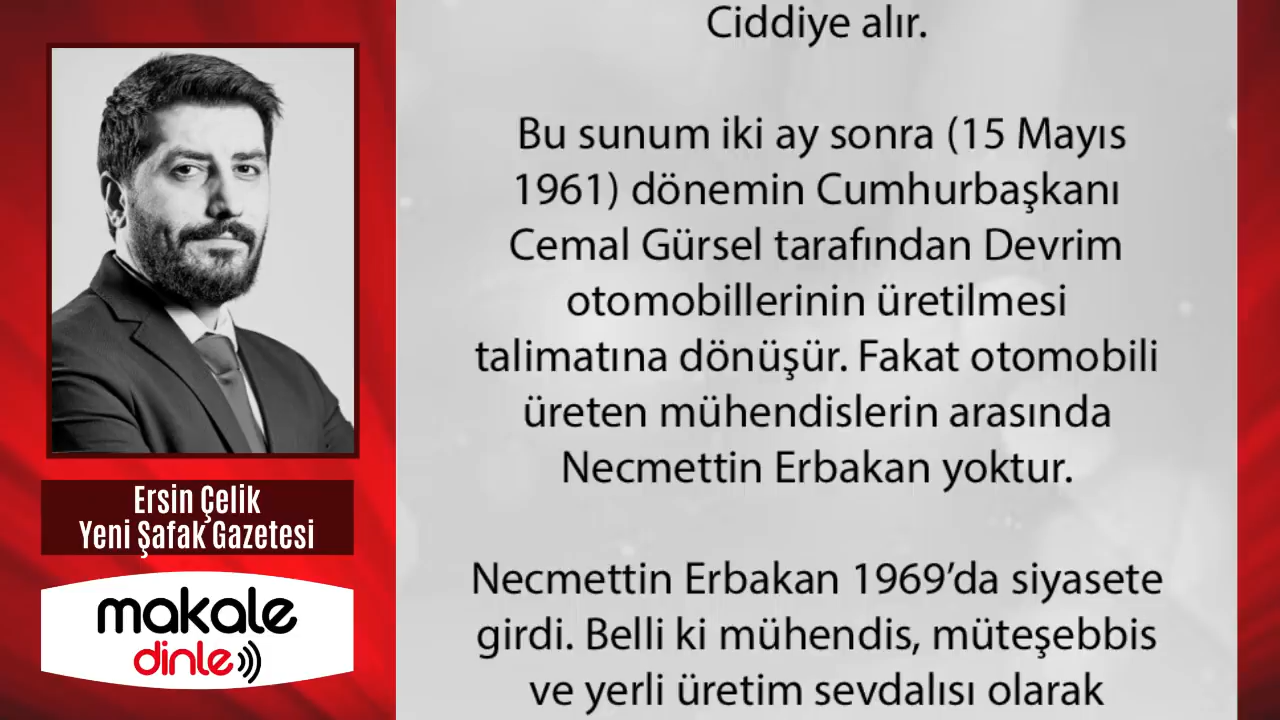 Ersin Çelik
Yeni Şafak Gazetesi
makale
dinle
Ciddiye alır.
Bu sunum iki ay sonra (15 Mayıs
1961) dönemin Cumhurbaşkanı
Cemal Gürsel tarafından Devrim
otomobillerinin üretilmesi
talimatına dönüşür. Fakat otomobili
üreten mühendislerin arasında
Necmettin Erbakan yoktur.
Necmettin Erbakan 1969’da siyasete
girdi. Belli ki mühendis, müteşebbis
ve yerli üretim sevdalısı olarak